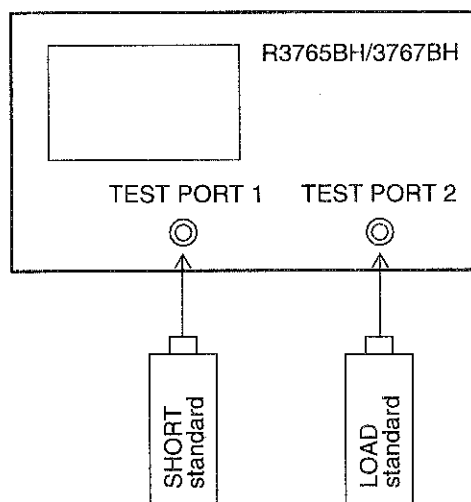 R3765BH/3767BH
TEST PORT 1
TEST PORT 2
SHORT
standard
LOAD
standard